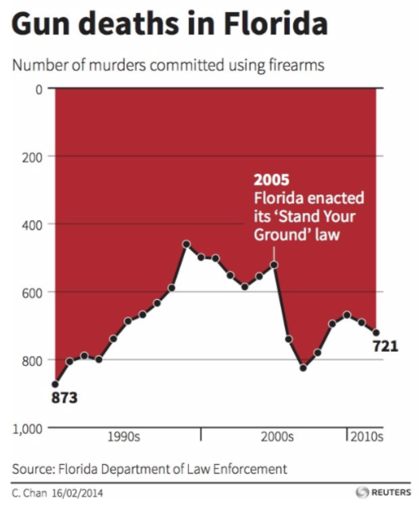 Gun deaths in Florida
Number of murders committed using firearms
0
200
400
600
800
1,000
2005
Florida enacted
its ‘Stand Your
Ground’ law
873
721
1990s
2000s
2010s
Source: Florida Department of Law Enforcement
C. Chan 16/02/2014
REUTERS